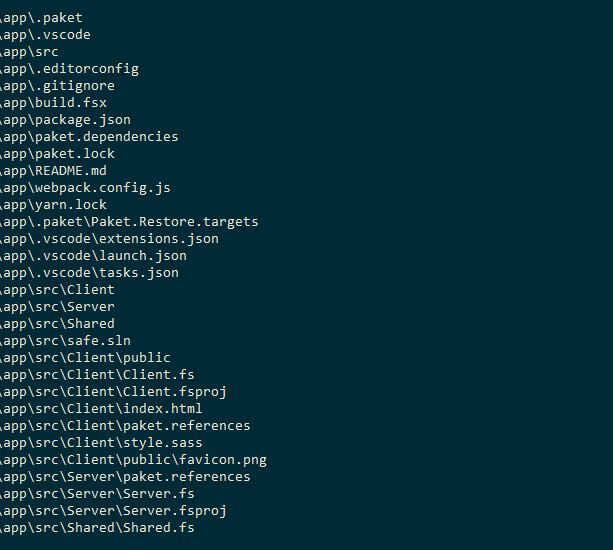 \app\.paket
\app\.vscode
\app\src
\app\.editorconfig
\app\.gitignore
\app\build.fsx
\app\package.json
\app\paket.dependencies
\app\paket.lock
\app\README.md
\app\webpack.config.js
\app\yarn.lock
\app\.paket\Paket.Restore.targets
\app\.vscode\extensions.json
\app\.vscode\launch.json
\app\.vscode\tasks.json
\app\src\Client
\app\src\Server
\app\src\Shared
\app\src\safe.sln
\app\src\Client\public
\app\src\Client\Client.fs
\app\src\Client\Client.fsproj
\app\src\Client\index.html
\app\src\Client\paket.references
\app\src\Client\style.sass
\app\src\Client\public\favicon.png
\app\src\Server\paket.references
\app\src\Server\Server.fs
\app\src\Server\Server.fsproj
\app\src\Shared\Shared.fs